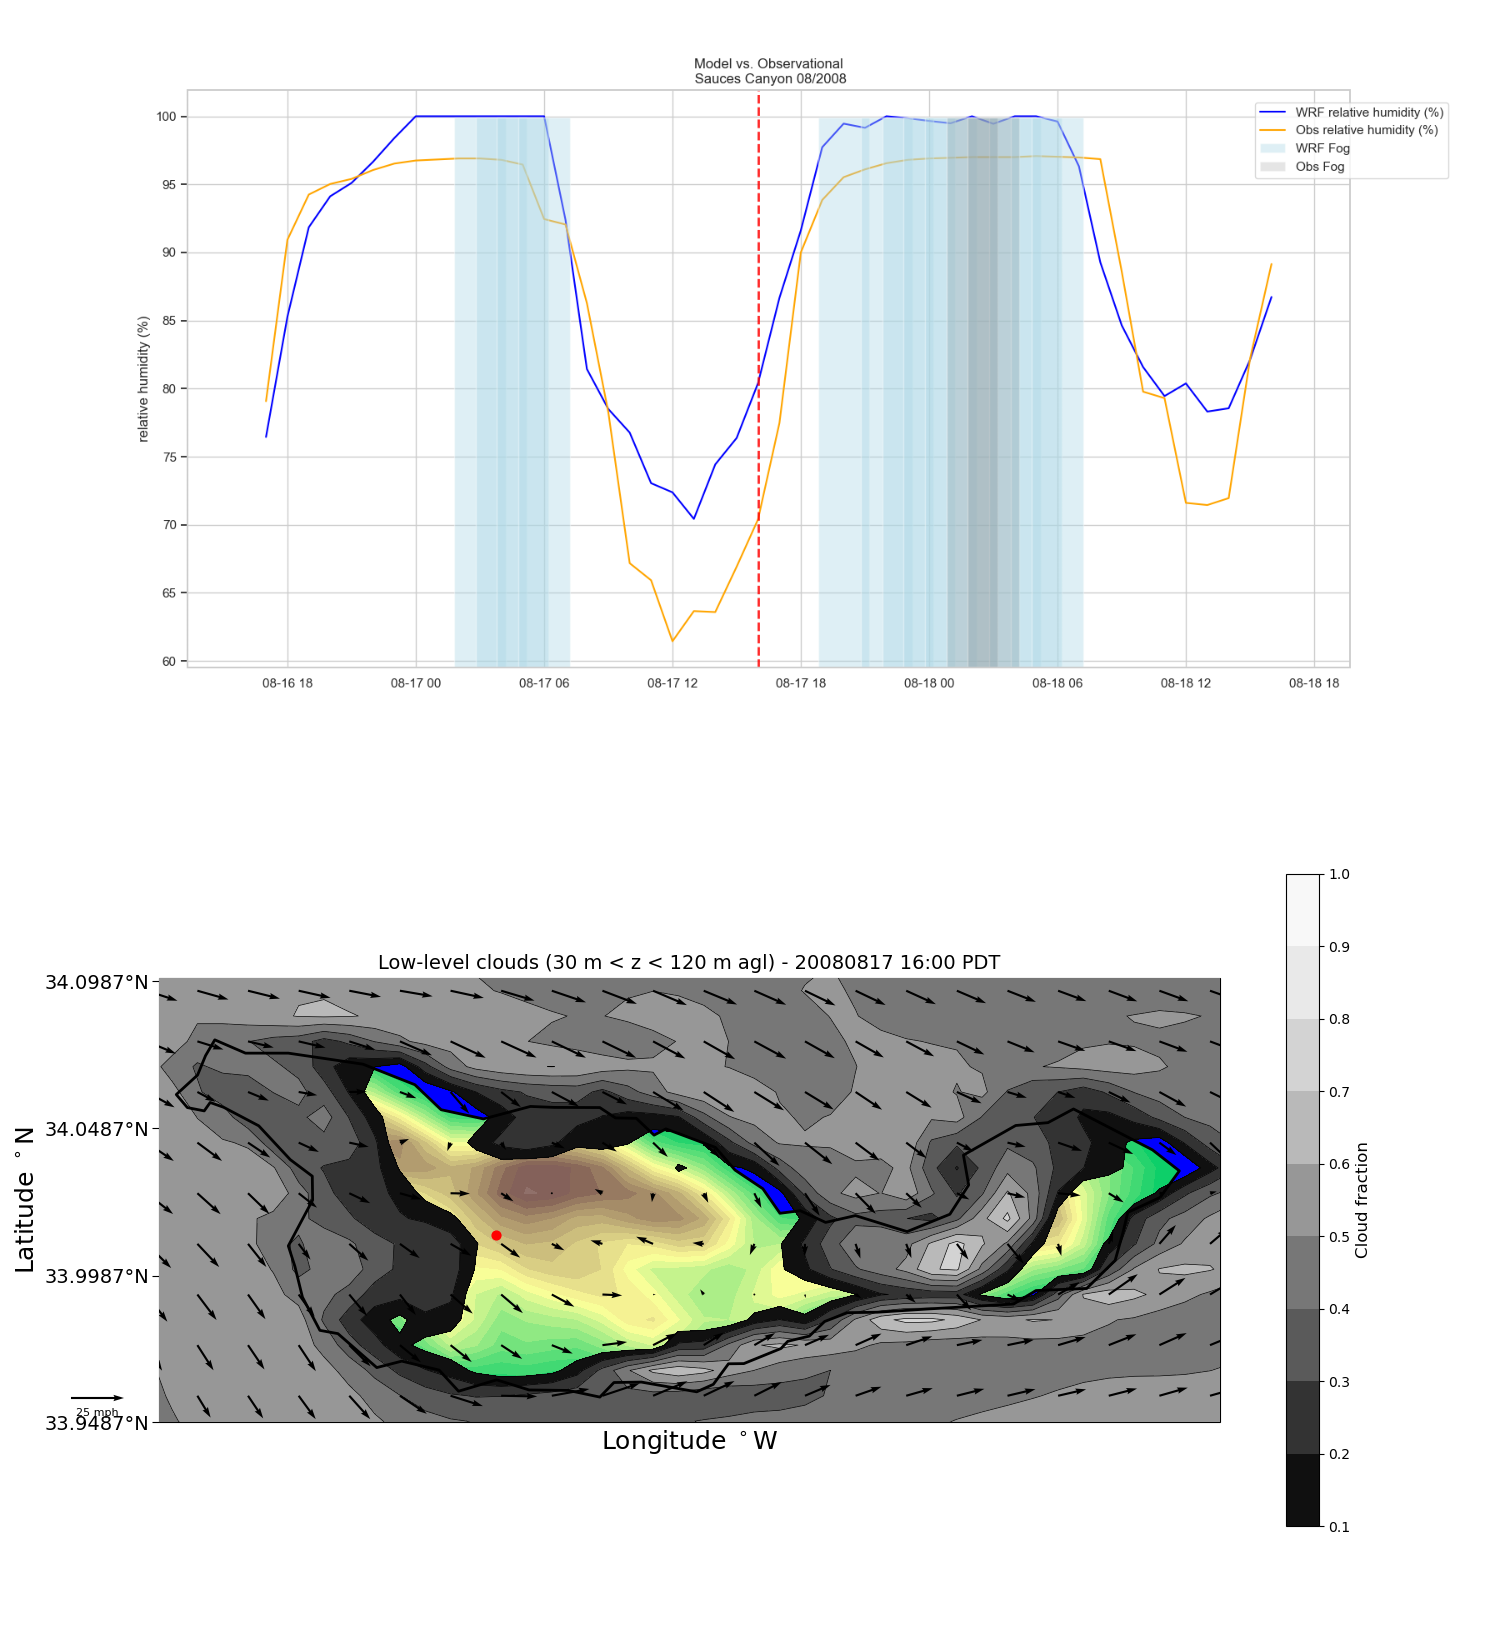 Model vs. Observational
Sauces Canyon 08/2008
WRF relative humidity (%)
Obs relative humidity (%)
WRF Fog
Obs Fog
relative humidity (%)
100
95
90
85
80
75
70
65
60
08-16 18
08-17 00
08-17 06
08-17 12
08-17 18
08-18 00
08-18 06
08-18 12
08-18 18
Low-level clouds (30 m < z < 120 m agl) - 20080817 16:00 PDT
34.0987°N
34.0487°N
33.9987°N
33.9487°N
Latitude °N
Longitude °W
25 mph
1.0
0.9
0.8
0.7
0.6
0.5
0.4
0.3
0.2
0.1
Cloud fraction